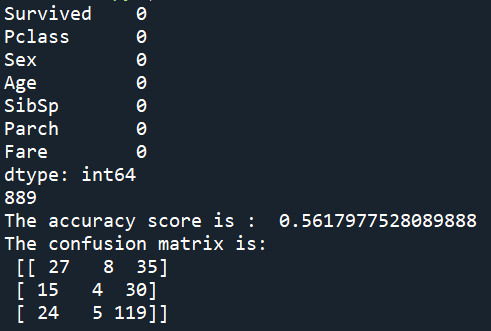 Survived    0
Pclass      0
Sex         0
Age         0
SibSp       0
Parch       0
Fare        0
dtype: int64
889
The accuracy score is :  0.5617977528089888
The confusion matrix is:
 [[ 27   8  35]
 [ 15   4  30]
 [ 24   5 119]]